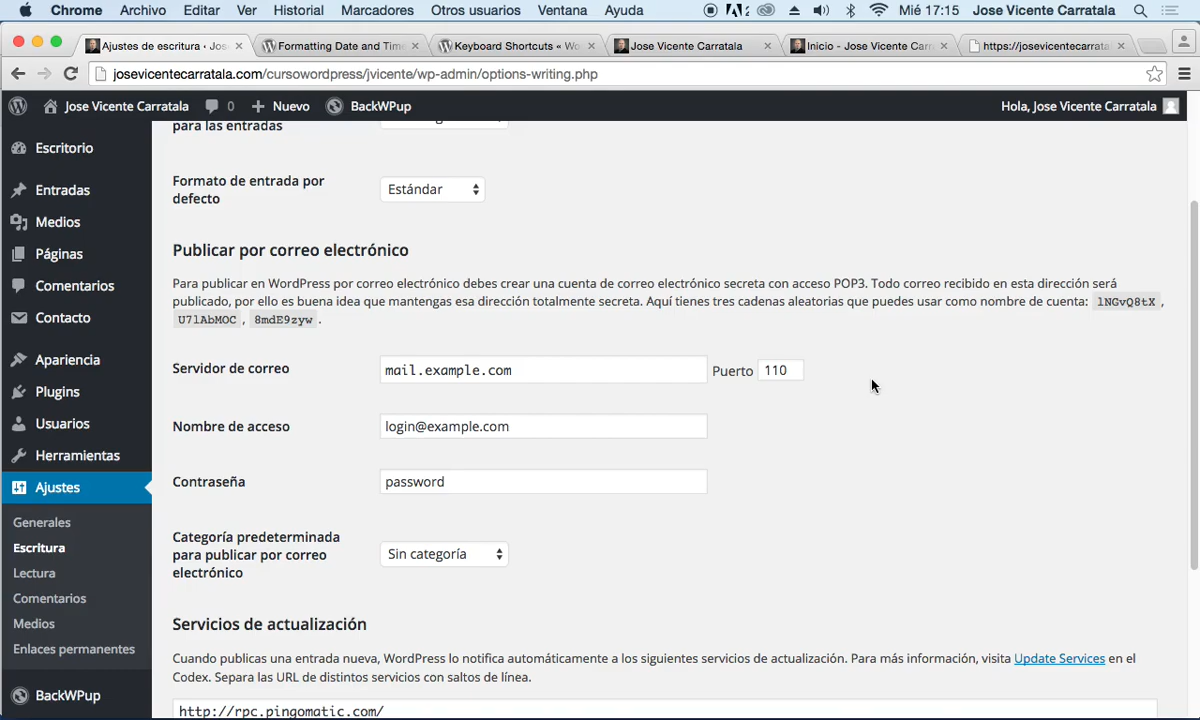 Chrome Archivo Editar Ver Historial Marcadores Otros usuarios Ventana Ayuda Mié 17:15 Jose Vicente Carratala
Ajustes de escritura ‹ Jos Formatting Date and Time Keyboard Shortcuts « Wo Jose Vicente Carratala Inicio - Jose Vicente Carr https://josevicentecarrata
josevicentecarratala.com/cursowordpress/jvicente/wp-admin/options-writing.php
Jose Vicente Carratala 0 Nuevo BackWPup Hola, Jose Vicente Carratala
para las entradas
Escritorio
Entradas
Medios
Páginas
Comentarios
Contacto
Apariencia
Plugins
Usuarios
Herramientas
Ajustes
Generales
Escritura
Lectura
Comentarios
Medios
Enlaces permanentes
BackWPup
Formato de entrada por
defecto
Estándar
Publicar por correo electrónico
Para publicar en WordPress por correo electrónico debes crear una cuenta de correo electrónico secreta con acceso POP3. Todo correo recibido en esta dirección será
publicado, por ello es buena idea que mantengas esa dirección totalmente secreta. Aquí tienes tres cadenas aleatorias que puedes usar como nombre de cuenta: lNGvQ8tX ,
U7lAbMOC , 8mdE9zyw .
Servidor de correo mail.example.com Puerto 110
Nombre de acceso login@example.com
Contraseña password
Categoría predeterminada
para publicar por correo
electrónico
Sin categoría
Servicios de actualización
Cuando publicas una entrada nueva, WordPress lo notifica automáticamente a los siguientes servicios de actualización. Para más información, visita Update Services en el
Codex. Separa las URL de distintos servicios con saltos de línea.
http://rpc.pingomatic.com/